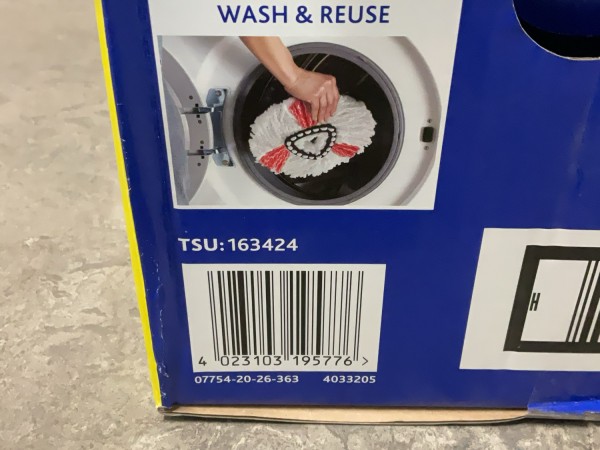 WASH & REUSE
TSU:163424
4 023103 195776 >
07754-20-26-363 4033205
H